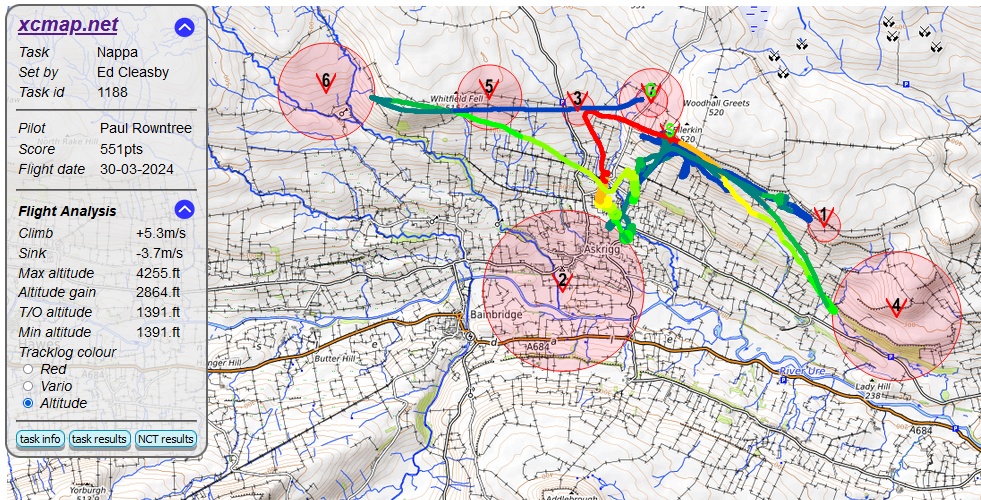 xcmap.net
Task Nappa
Set by Ed Cleasby
Task id 1188
Pilot Paul Rowntree
Score 551pts
Flight date 30-03-2024
Flight Analysis
Climb +5.3m/s
Sink -3.7m/s
Max altitude 4255.ft
Altitude gain 2864.ft
T/O altitude 1391.ft
Min altitude 1391.ft
Tracklog colour
Red
Vario
Altitude
task info task results NCT results
6
5
3
Whitfield Fell
Woodhall Greets
520
S
520
1
Askrigg
2
4
Bainbridge
A684
Butter Hill
River Ure
Lady Hill
238
A684
Yorburgh
Addlebrough